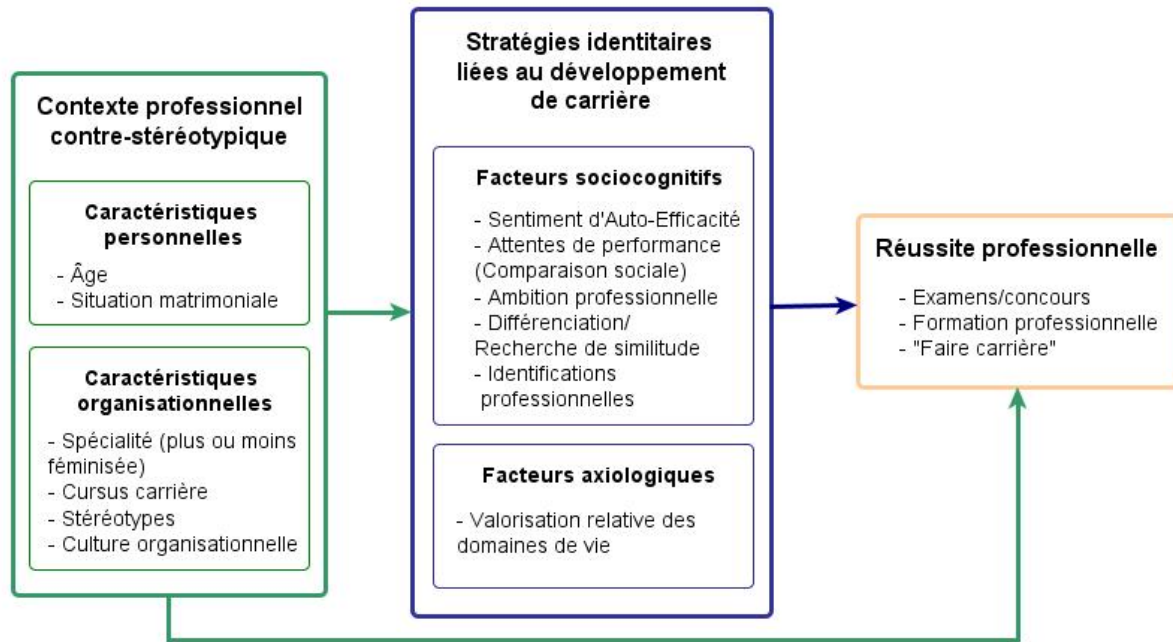 Contexte professionnel
contre-stéréotypique
Caractéristiques
personnelles
- Âge
- Situation matrimoniale
Caractéristiques
organisationnelles
- Spécialité (plus ou moins
féminisée)
- Cursus carrière
- Stéréotypes
- Culture organisationnelle
Stratégies identitaires
liées au développement
de carrière
Facteurs sociocognitifs
- Sentiment d'Auto-Efficacité
- Attentes de performance
(Comparaison sociale)
- Ambition professionnelle
- Différenciation/
Recherche de similitude
- Identifications
professionnelles
Facteurs axiologiques
- Valorisation relative des
domaines de vie
Réussite professionnelle
- Examens/concours
- Formation professionnelle
- "Faire carrière"